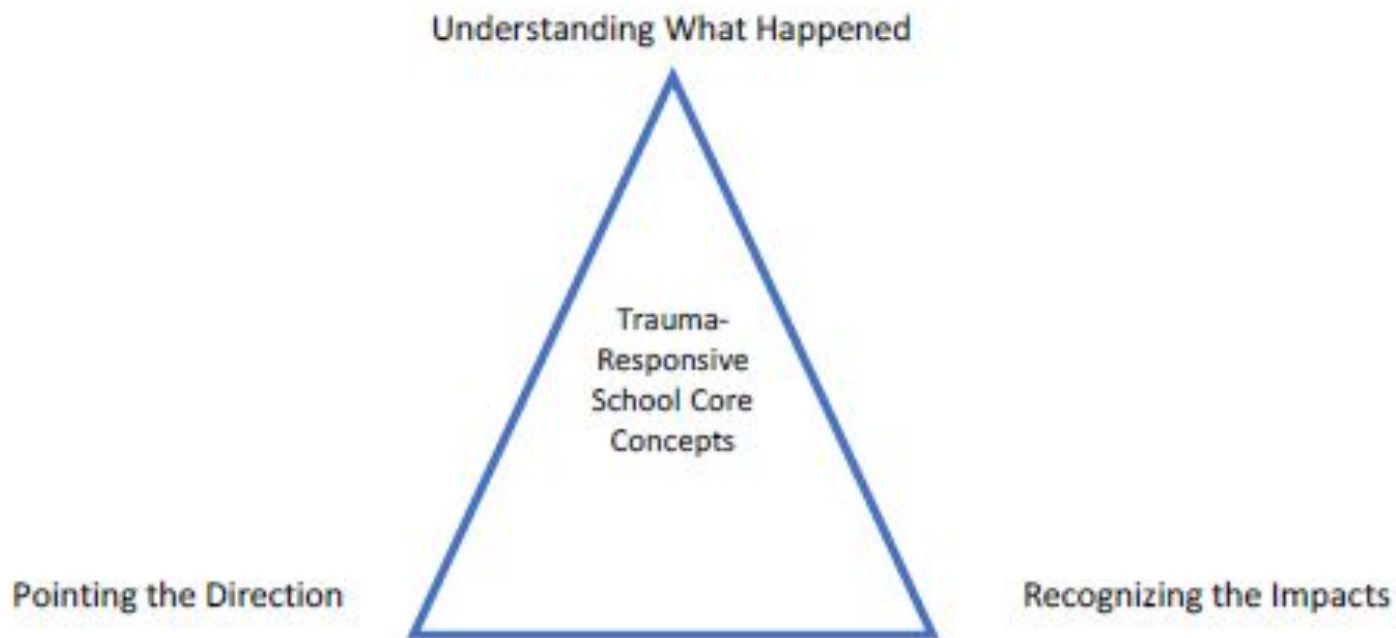 Understanding What Happened
Trauma-
Responsive
School Core
Concepts
Pointing the Direction
Recognizing the Impacts